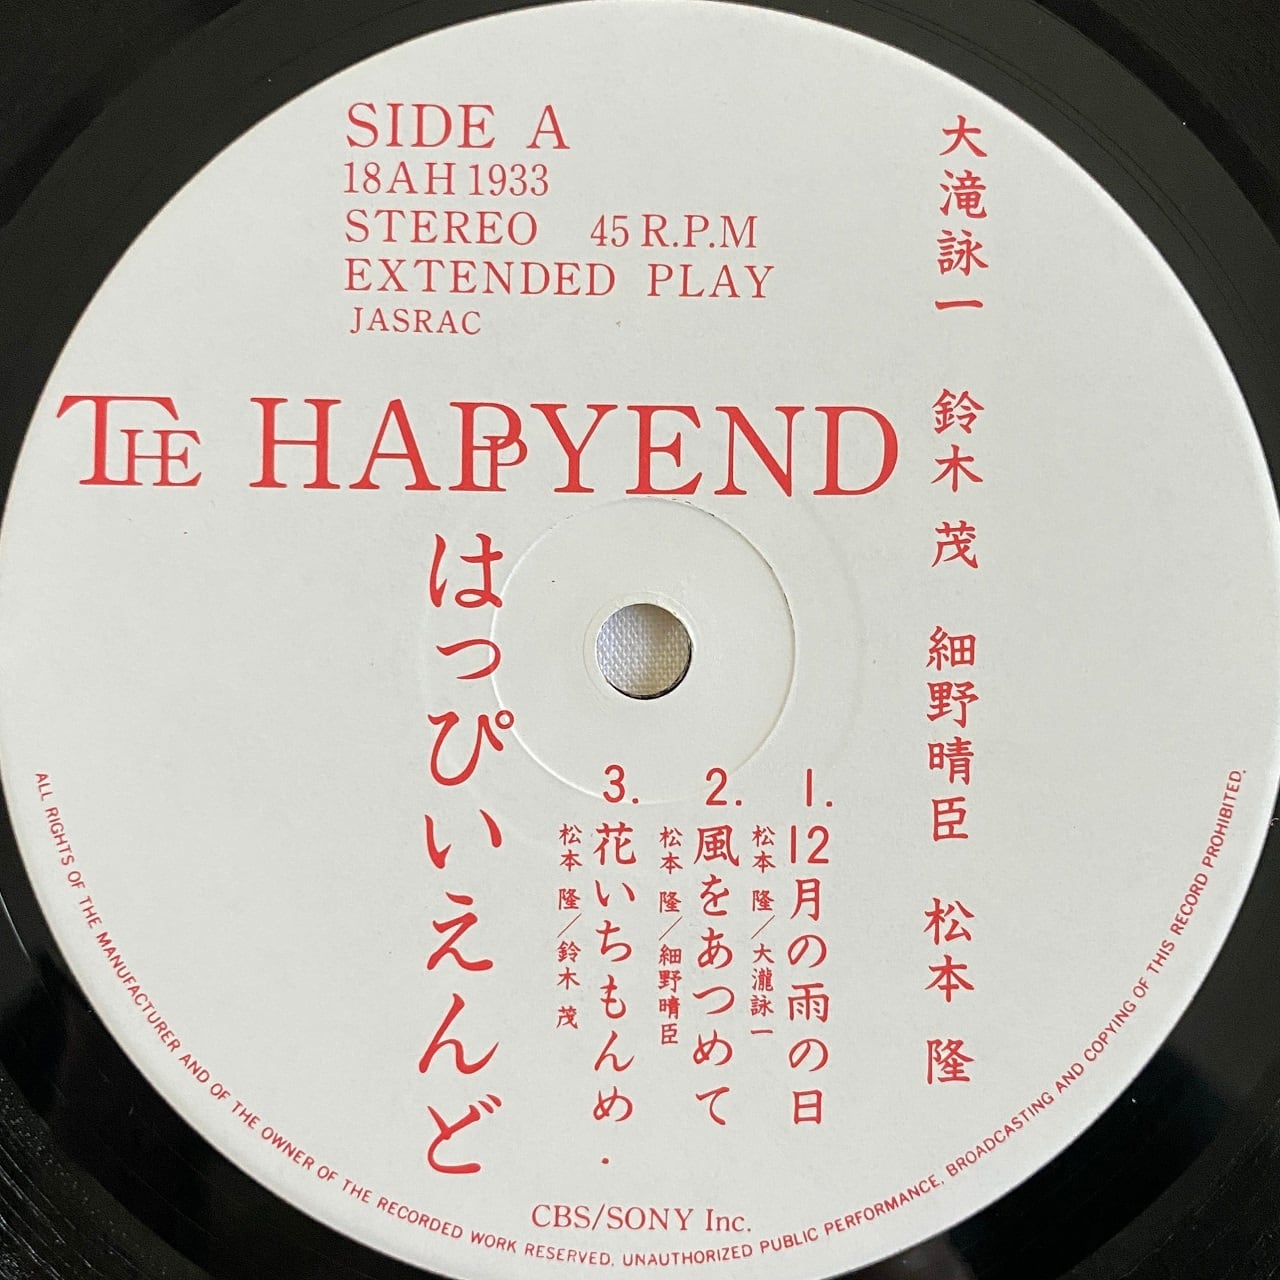 SIDE A
18AH 1933
STEREO 45 R.P.M
EXTENDED PLAY
JASRAC
THE HAPPYEND
はっぴいえんど
大滝詠一 鈴木茂 細野晴臣 松本隆
1. 12月の雨の日
松本 隆/大瀧詠一
2. 風をあつめて
松本 隆/細野晴臣
3. 花いちもんめ.
松本 隆/鈴木 茂
CBS/SONY Inc.
ALL RIGHTS OF THE MANUFACTURER AND OF THE OWNER OF THE RECORDED WORK RESERVED. UNAUTHORIZED PUBLIC PERFORMANCE, BROADCASTING AND COPYING OF THIS RECORD PROHIBITED.